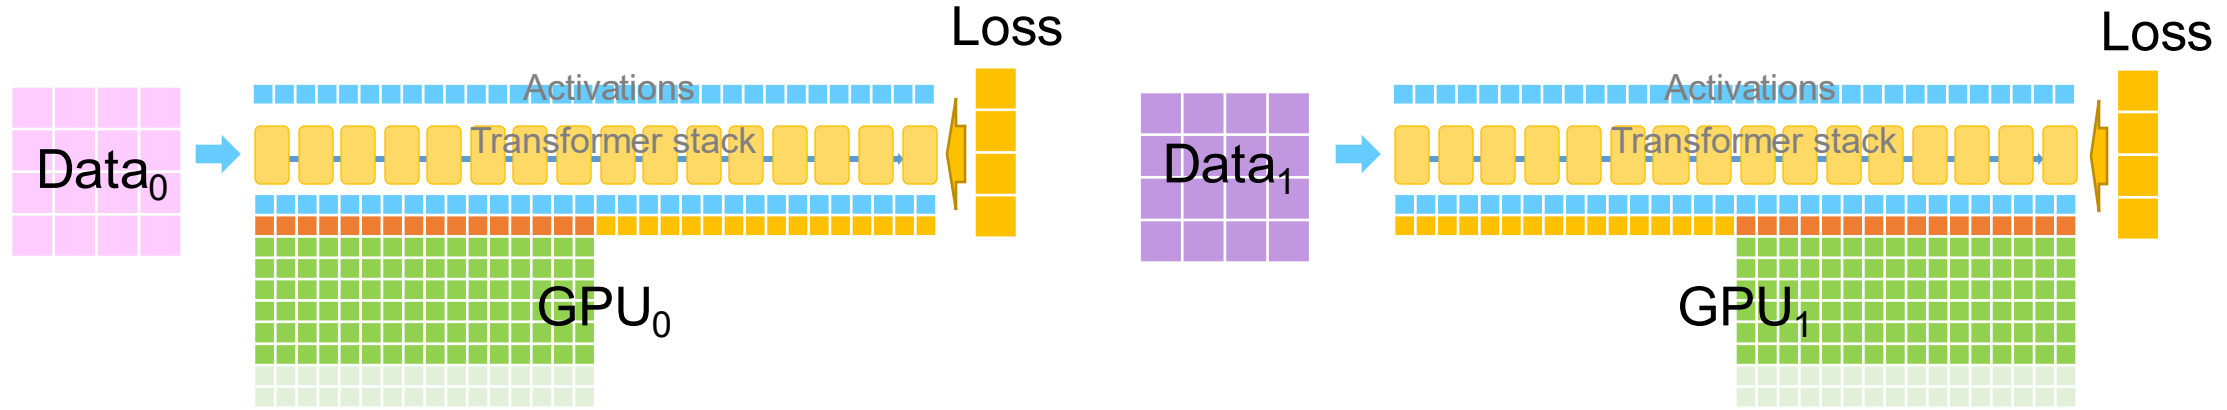 Loss
Activations
Transformer stack
Data₀
GPU₀
Loss
Activations
Transformer stack
Data₁
GPU₁